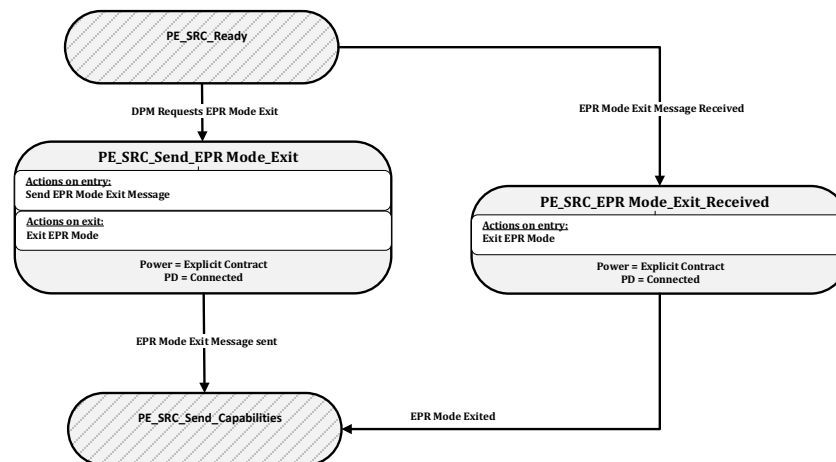 PE_SRC_Ready
DPM Requests EPR Mode Exit
EPR Mode Exit Message Received
PE_SRC_Send_EPR Mode_Exit
Actions on entry:
Send EPR Mode Exit Message
Actions on exit:
Exit EPR Mode
Power = Explicit Contract
PD = Connected
PE_SRC_EPR Mode_Exit_Received
Actions on entry:
Exit EPR Mode
Power = Explicit Contract
PD = Connected
EPR Mode Exit Message sent
PE_SRC_Send_Capabilities
EPR Mode Exited